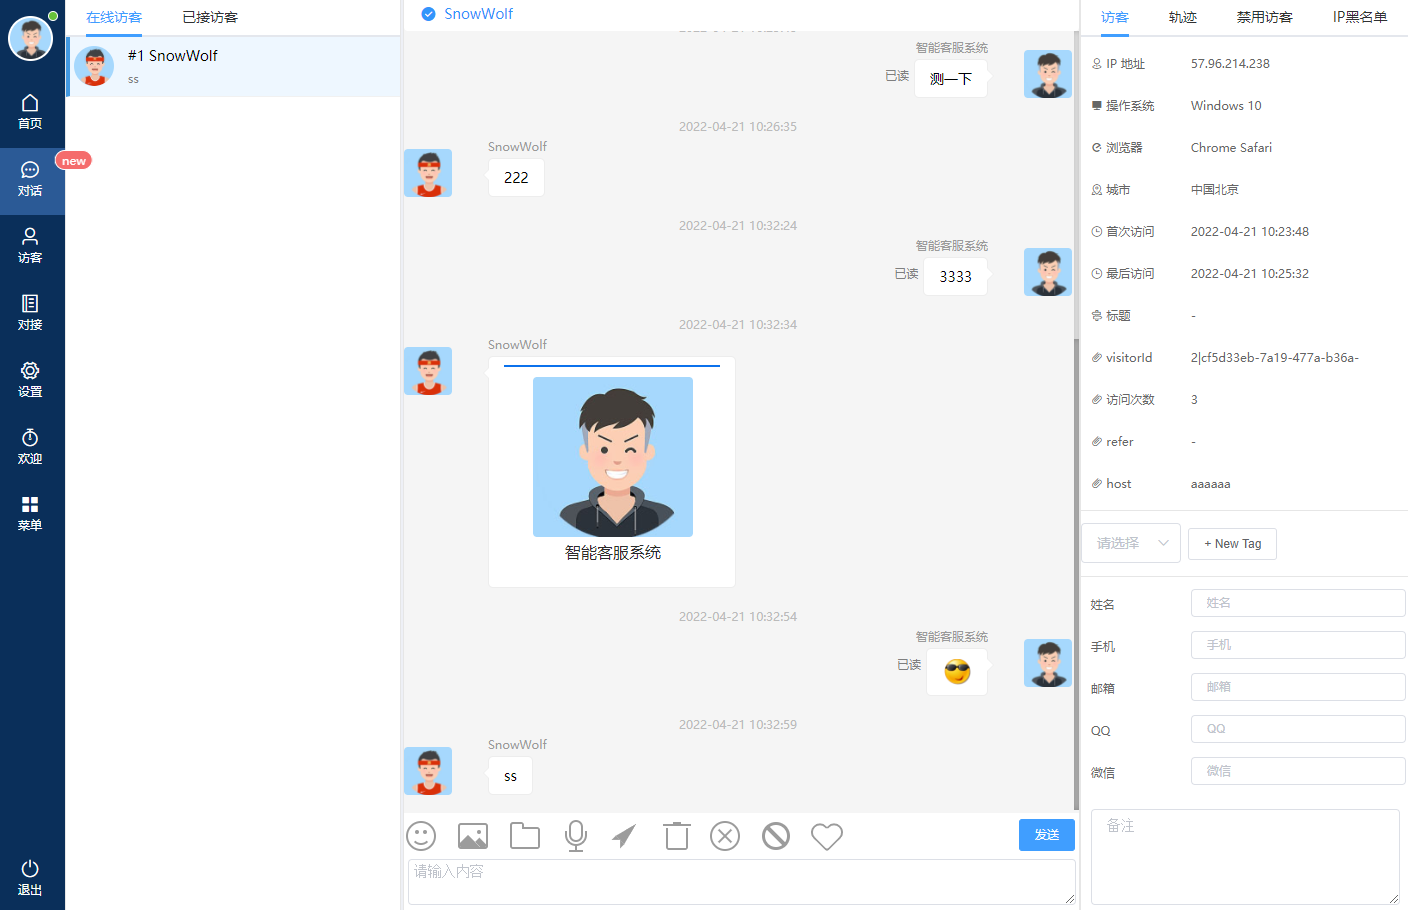 首页
对话
new
访客
对接
设置
欢迎
菜单
退出
在线访客
已接访客
#1 SnowWolf
ss
SnowWolf
智能客服系统
已读
测一下
2022-04-21 10:26:35
SnowWolf
222
2022-04-21 10:32:24
智能客服系统
已读
3333
2022-04-21 10:32:34
SnowWolf
智能客服系统
2022-04-21 10:32:54
智能客服系统
已读
2022-04-21 10:32:59
SnowWolf
ss
发送
请输入内容
访客
轨迹
禁用访客
IP黑名单
IP 地址 57.96.214.238
操作系统 Windows 10
浏览器 Chrome Safari
城市 中国北京
首次访问 2022-04-21 10:23:48
最后访问 2022-04-21 10:25:32
标题 -
visitorId 2|cf5d33eb-7a19-477a-b36a-
访问次数 3
refer -
host aaaaaa
请选择
+ New Tag
姓名 姓名
手机 手机
邮箱 邮箱
QQ QQ
微信 微信
备注